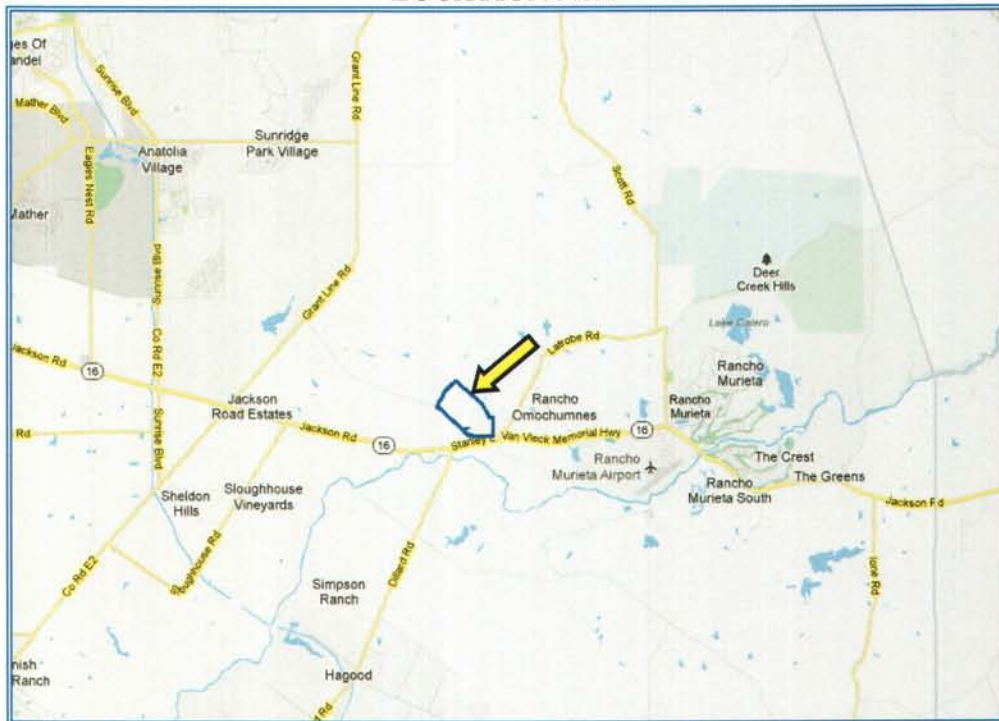 Sunrise Blvd
Mather Blvd
Eagles Nest Rd
Anatolia
Village
Sunridge
Park Village
Grant Line Rd
Mather
Sunrise Blvd
Co Rd E2
Grant Line Rd
Scott Rd
Deer
Creek Hills
Lake Calero
Latrobe Rd
Jackson Rd
16
Jackson
Road Estates
Jackson Rd
16
Rancho
Omochumnes
Stanley
Van Vleck Memorial Hwy
16
Rancho
Murieta
Rancho
Murieta
Rancho
Murieta Airport
The Crest
The Greens
Rancho
Murieta South
Jackson Rd
Rd
Sunrise Blvd
Sheldon
Hills
Sloughhouse
Vineyards
Sloughhouse Rd
Co Rd E2
Dillard Rd
Simpson
Ranch
Ione Rd
Ranch
Hagood
Rd